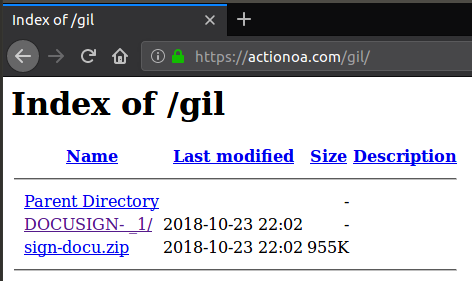 Index of /gil
https://actionoa.com/gil/
Index of /gil
Name Last modified Size Description
Parent Directory -
DOCUSIGN-_1/ 2018-10-23 22:02 -
sign-docu.zip 2018-10-23 22:02 955K